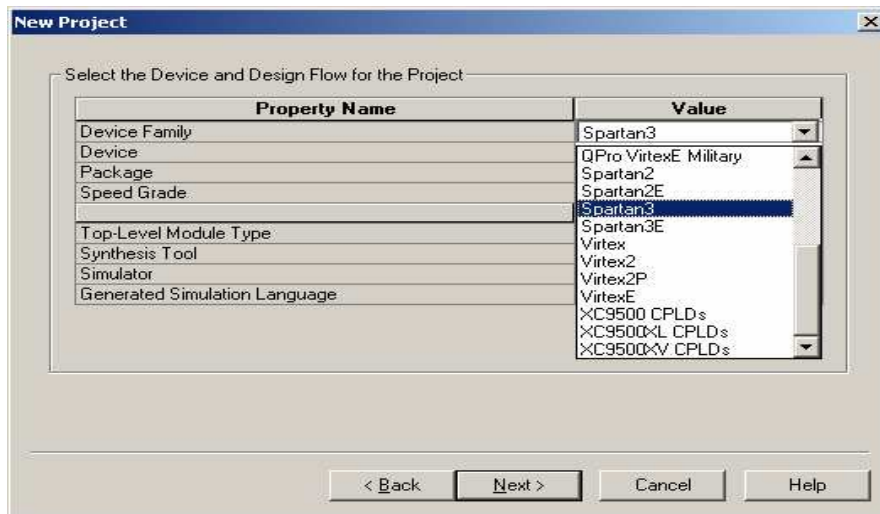 New Project
Select the Device and Design Flow for the Project
Property Name Value
Device Family Spartan3
Device QPro VirtexE Military
Package Spartan2
Speed Grade Spartan2E
Spartan3
Top-Level Module Type Spartan3E
Synthesis Tool Virtex
Simulator Virtex2
Generated Simulation Language Virtex2P
VirtexE
XC9500 CPLDs
XC9500XL CPLDs
XC9500XV CPLDs
< Back Next > Cancel Help